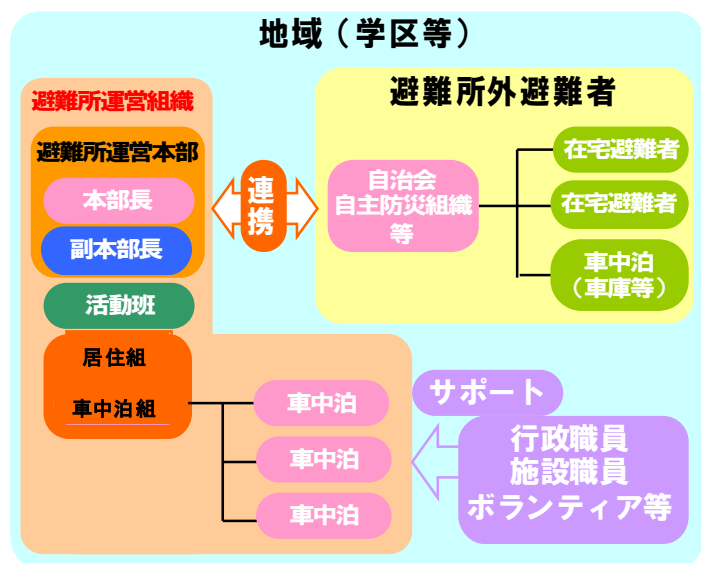 地域（学区等）
避難所運営組織
避難所運営本部
本部長
副本部長
活動班
居住組
車中泊組
車中泊
車中泊
車中泊
連携
避難所外避難者
自治会
自主防災組織
等
在宅避難者
在宅避難者
車中泊
（車庫等）
サポート
行政職員
施設職員
ボランティア等